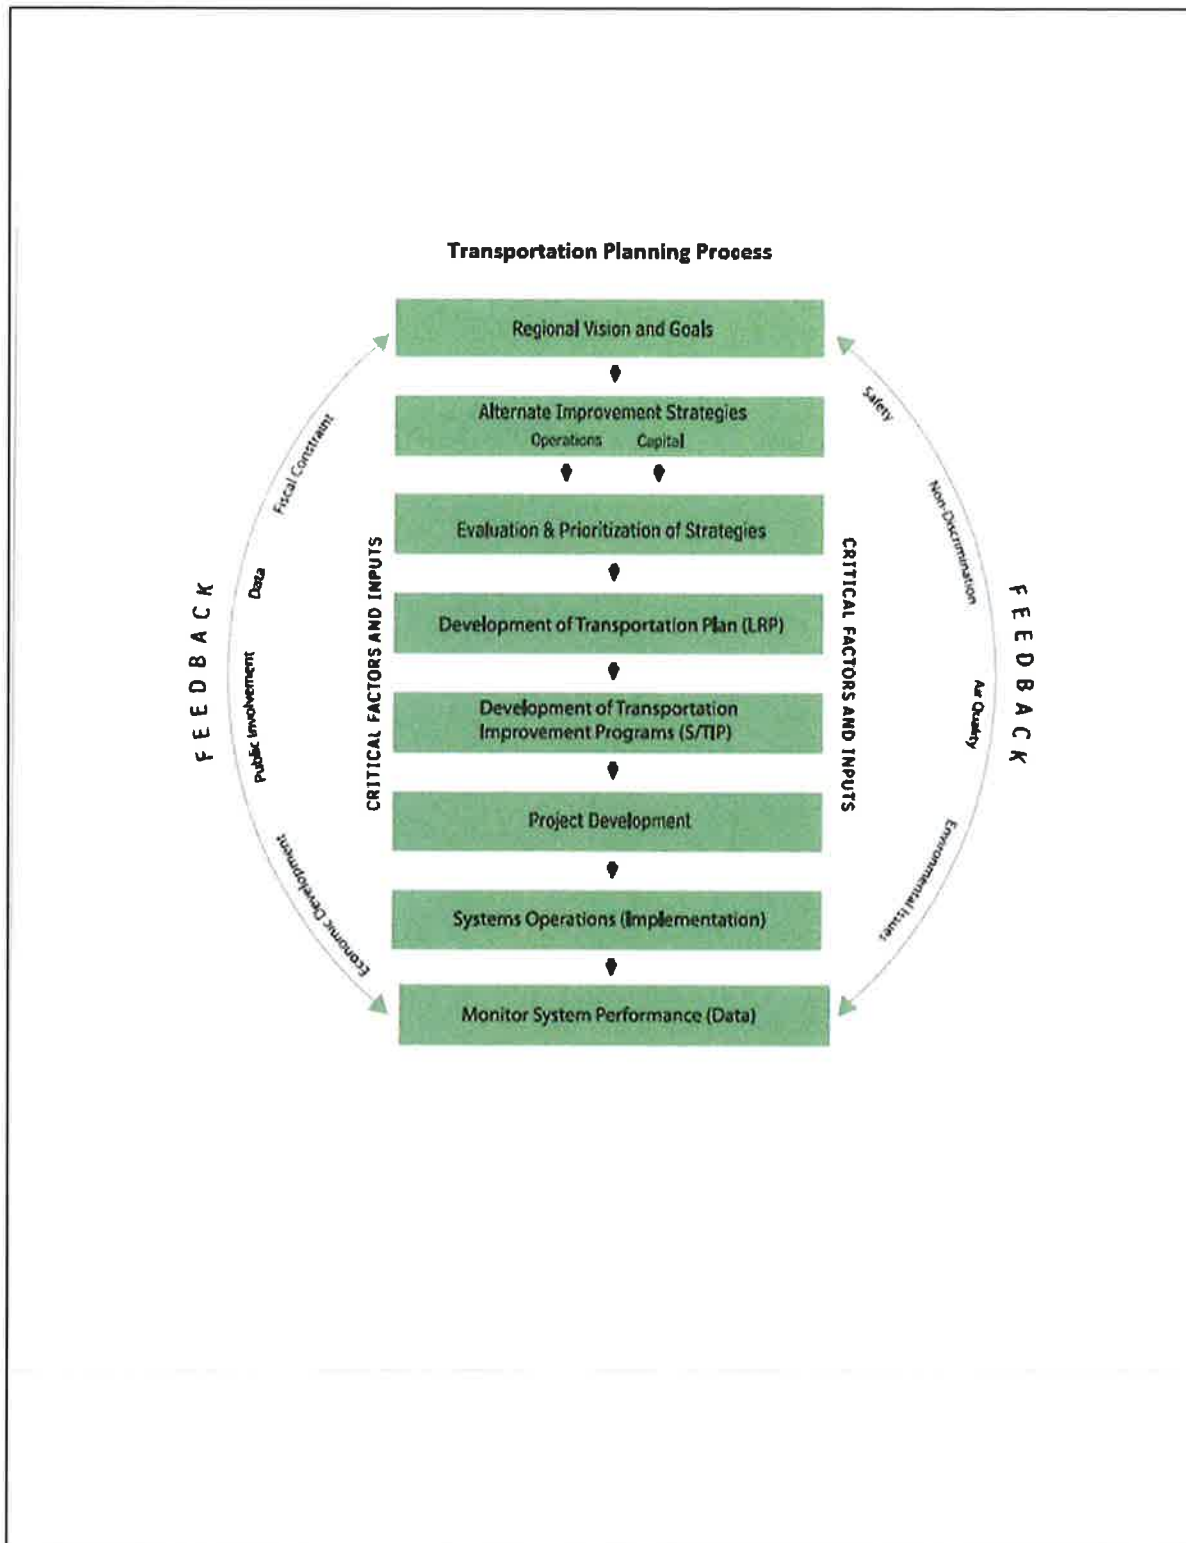 Transportation Planning Process
Regional Vision and Goals
Alternate Improvement Strategies
Operations Capital
Evaluation & Prioritization of Strategies
Development of Transportation Plan (LRP)
Development of Transportation
Improvement Programs (S/TIP)
Project Development
Systems Operations (Implementation)
Monitor System Performance (Data)
CRITICAL FACTORS AND INPUTS
CRITICAL FACTORS AND INPUTS
Fiscal Constraint
Data
Public Involvement
Economic Development
FEEDBACK
Safety
Non-Discrimination
Air Quality
Environmental Issues
FEEDBACK